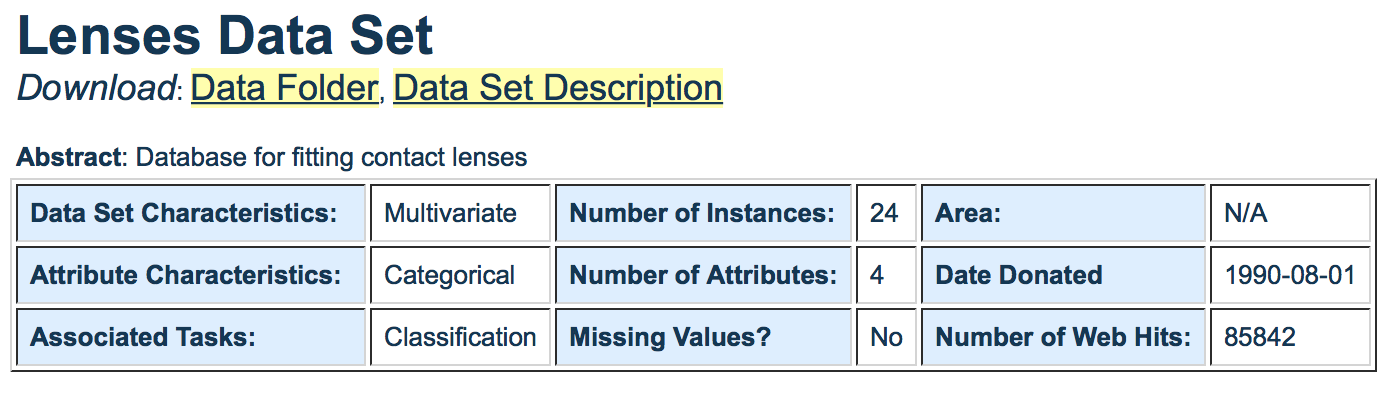 Lenses Data Set
Download: Data Folder, Data Set Description
Abstract: Database for fitting contact lenses
Data Set Characteristics: Multivariate Number of Instances: 24 Area: N/A
Attribute Characteristics: Categorical Number of Attributes: 4 Date Donated 1990-08-01
Associated Tasks: Classification Missing Values? No Number of Web Hits: 85842